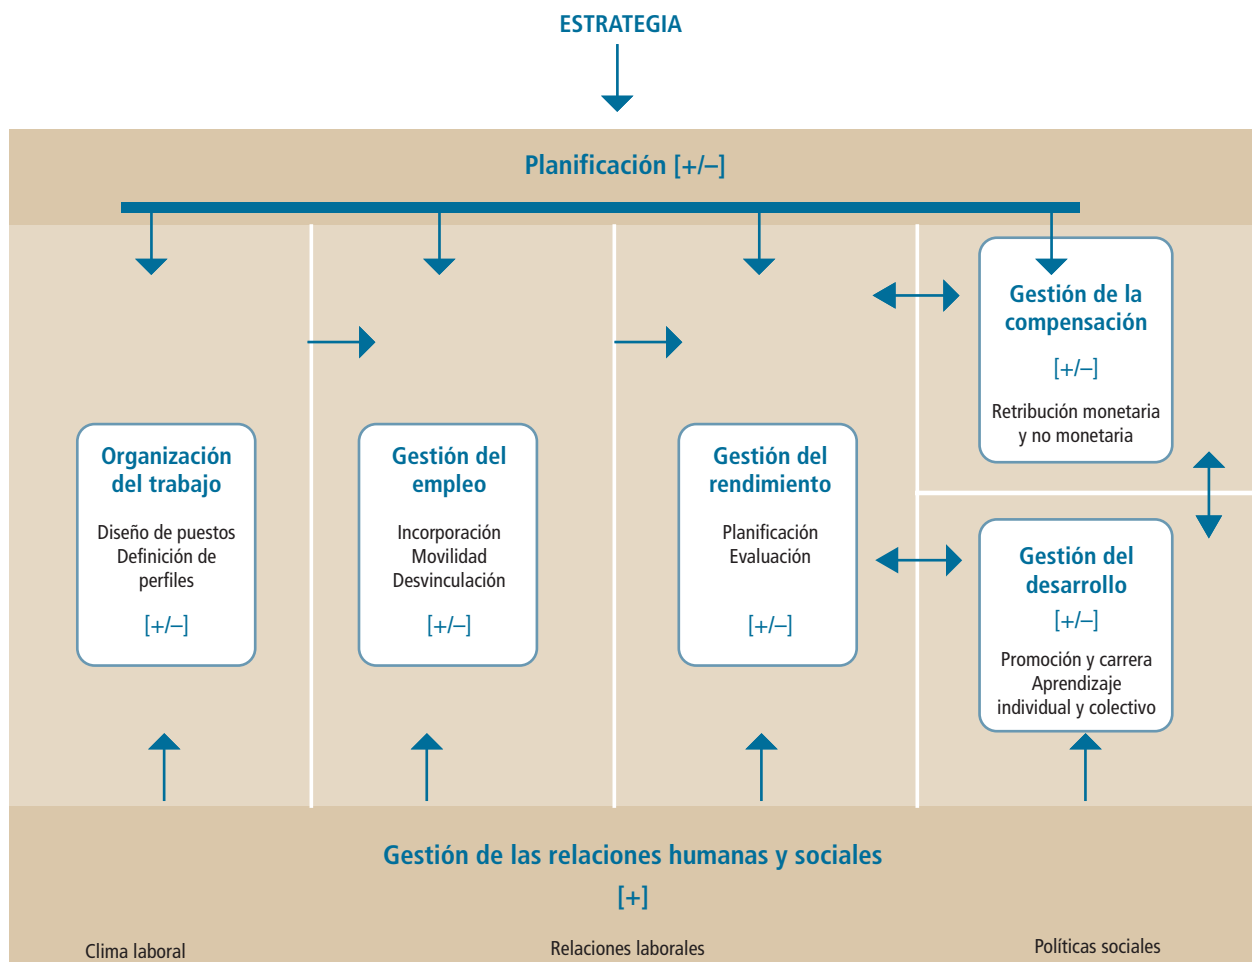 ESTRATEGIA
Planificación [+/–]
Organización
del trabajo
Diseño de puestos
Definición de
perfiles
[+/–]
Gestión del
empleo
Incorporación
Movilidad
Desvinculación
[+/–]
Gestión del
rendimiento
Planificación
Evaluación
[+/–]
Gestión de la
compensación
[+/–]
Retribución monetaria
y no monetaria
Gestión del
desarrollo
[+/–]
Promoción y carrera
Aprendizaje
individual y colectivo
Gestión de las relaciones humanas y sociales
[+]
Clima laboral
Relaciones laborales
Políticas sociales